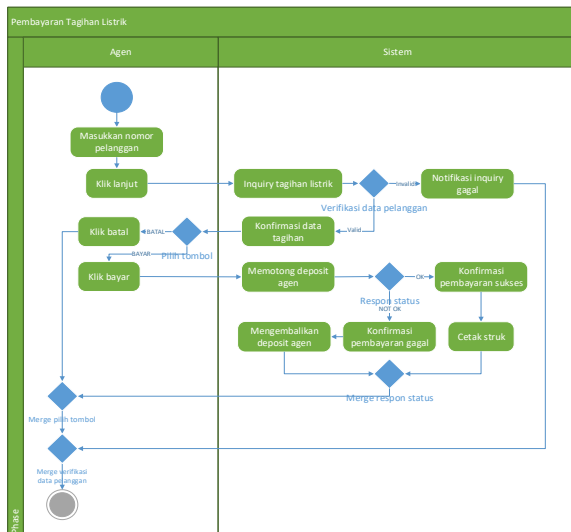 Pembayaran Tagihan Listrik
Agen
Sistem
Masukkan nomor
pelanggan
Klik lanjut
Inquiry tagihan listrik
Invalid
Notifikasi inquiry
gagal
Verifikasi data pelanggan
Valid
Konfirmasi data
tagihan
Klik batal
BATAL
BAYAR
Pilih tombol
Klik bayar
Memotong deposit
agen
OK
Konfirmasi
pembayaran sukses
Respon status
NOT OK
Mengembalikan
deposit agen
Konfirmasi
pembayaran gagal
Cetak struk
Merge respon status
Merge pilih tombol
Merge verifikasi
data pelanggan
Phase